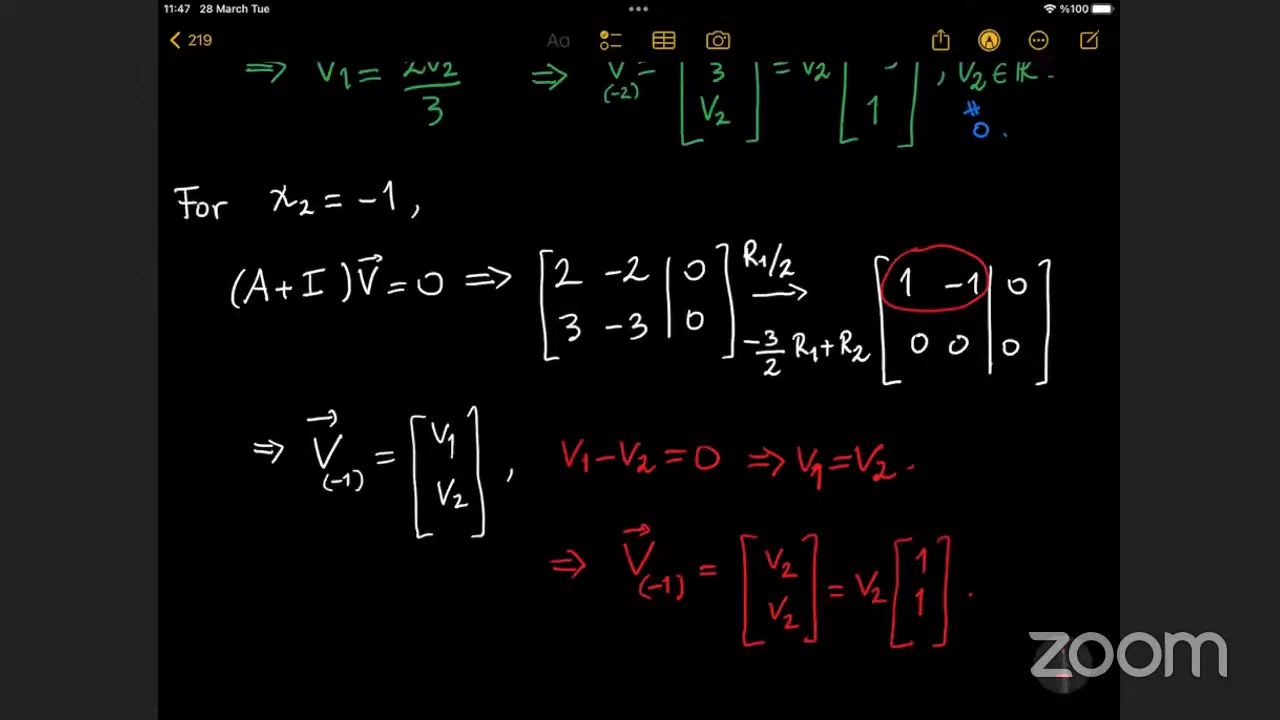 11:47 28 March Tue
%100
219
Aa
⇒ V1 = 2V2/3 ⇒ V(-2) = [ 3 ; V2 ] = V2 [ ; 1 ], V2 ∈ ℝ.
≠
0.
For x₂ = -1,
(A+I)V⃗ = 0 ⇒ [2 -2 | 0 ; 3 -3 | 0] R1/2 → -3/2 R1+R2 [1 -1 | 0 ; 0 0 | 0]
⇒ V⃗(-1) = [V1 ; V2], V1 - V2 = 0 ⇒ V1 = V2.
⇒ V⃗(-1) = [V2 ; V2] = V2 [1 ; 1].
zoom